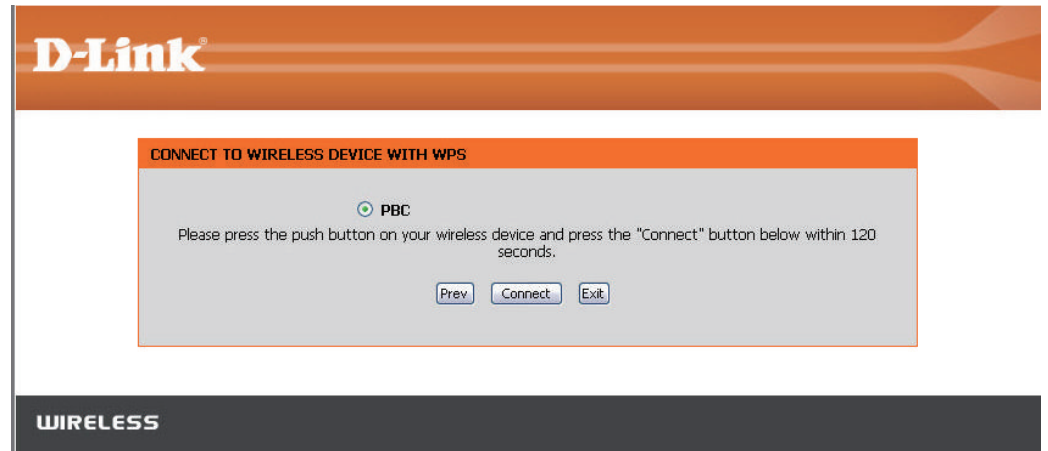 D-Link®
CONNECT TO WIRELESS DEVICE WITH WPS
PBC
Please press the push button on your wireless device and press the "Connect" button below within 120
seconds.
Prev Connect Exit
WIRELESS